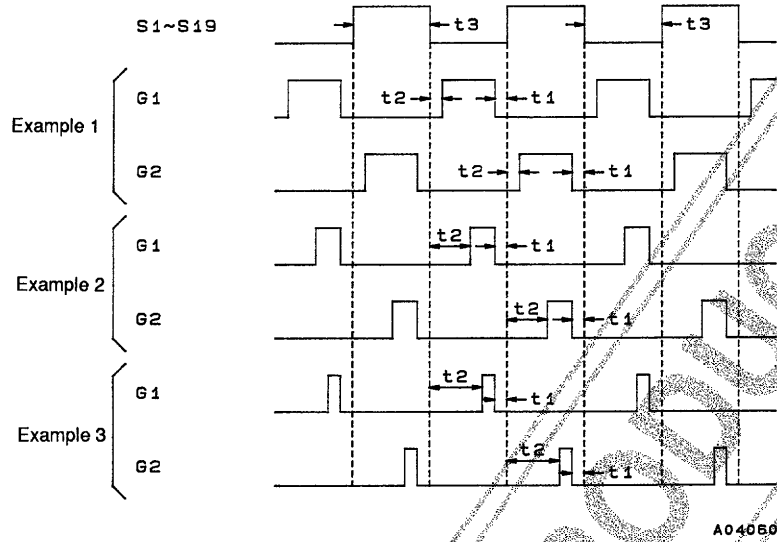 S1~S19 t3 t3
Example 1
G1 t2 t1
G2 t2 t1
Example 2
G1 t2 t1
G2 t2 t1
Example 3
G1 t2 t1
G2 t2 t1
A04060